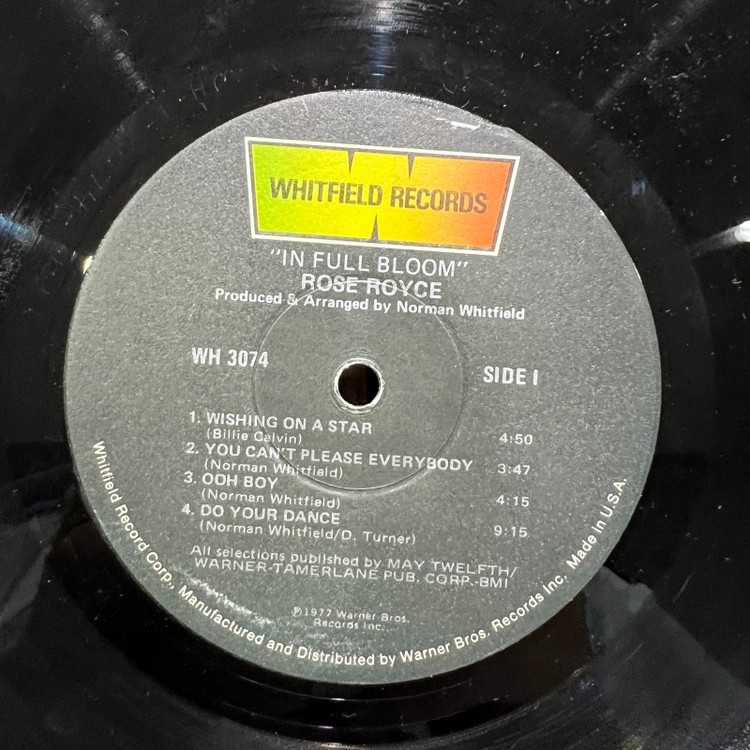 WHITFIELD RECORDS
"IN FULL BLOOM"
ROSE ROYCE
Produced & Arranged by Norman Whitfield
WH 3074
SIDE I
1. WISHING ON A STAR 4:50
(Billie Calvin)
2. YOU CAN'T PLEASE EVERYBODY 3:47
(Norman Whitfield)
3. OOH BOY 4:15
(Norman Whitfield)
4. DO YOUR DANCE 9:15
(Norman Whitfield/D. Turner)
All selections published by MAY TWELFTH/
WARNER-TAMERLANE PUB. CORP.-BMI
℗1977 Warner Bros.
Records Inc.
Whitfield Record Corp., Manufactured and Distributed by Warner Bros. Records Inc. Made in U.S.A.